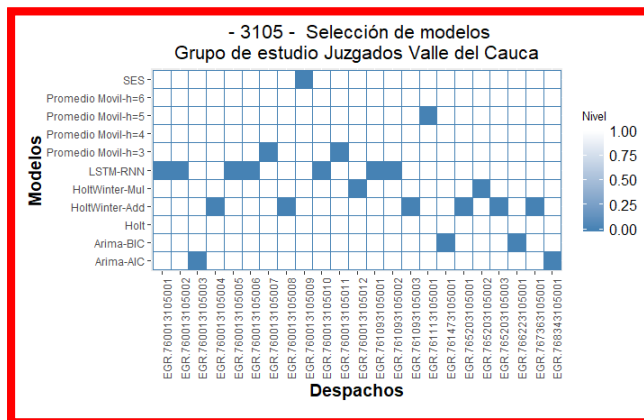 - 3105 - Selección de modelos
Grupo de estudio Juzgados Valle del Cauca
Modelos
SES
Promedio Movil-h=6
Promedio Movil-h=5
Promedio Movil-h=4
Promedio Movil-h=3
LSTM-RNN
HoltWinter-Mul
HoltWinter-Add
Holt
Arima-BIC
Arima-AIC
EGR.760013105001
EGR.760013105002
EGR.760013105003
EGR.760013105004
EGR.760013105005
EGR.760013105006
EGR.760013105007
EGR.760013105008
EGR.760013105009
EGR.760013105010
EGR.760013105011
EGR.760013105012
EGR.761093105001
EGR.761093105002
EGR.761093105003
EGR.761113105001
EGR.761473105001
EGR.765203105001
EGR.765203105002
EGR.765203105003
EGR.766223105001
EGR.767363105001
EGR.768343105001
Despachos
Nivel
1.00
0.75
0.50
0.25
0.00